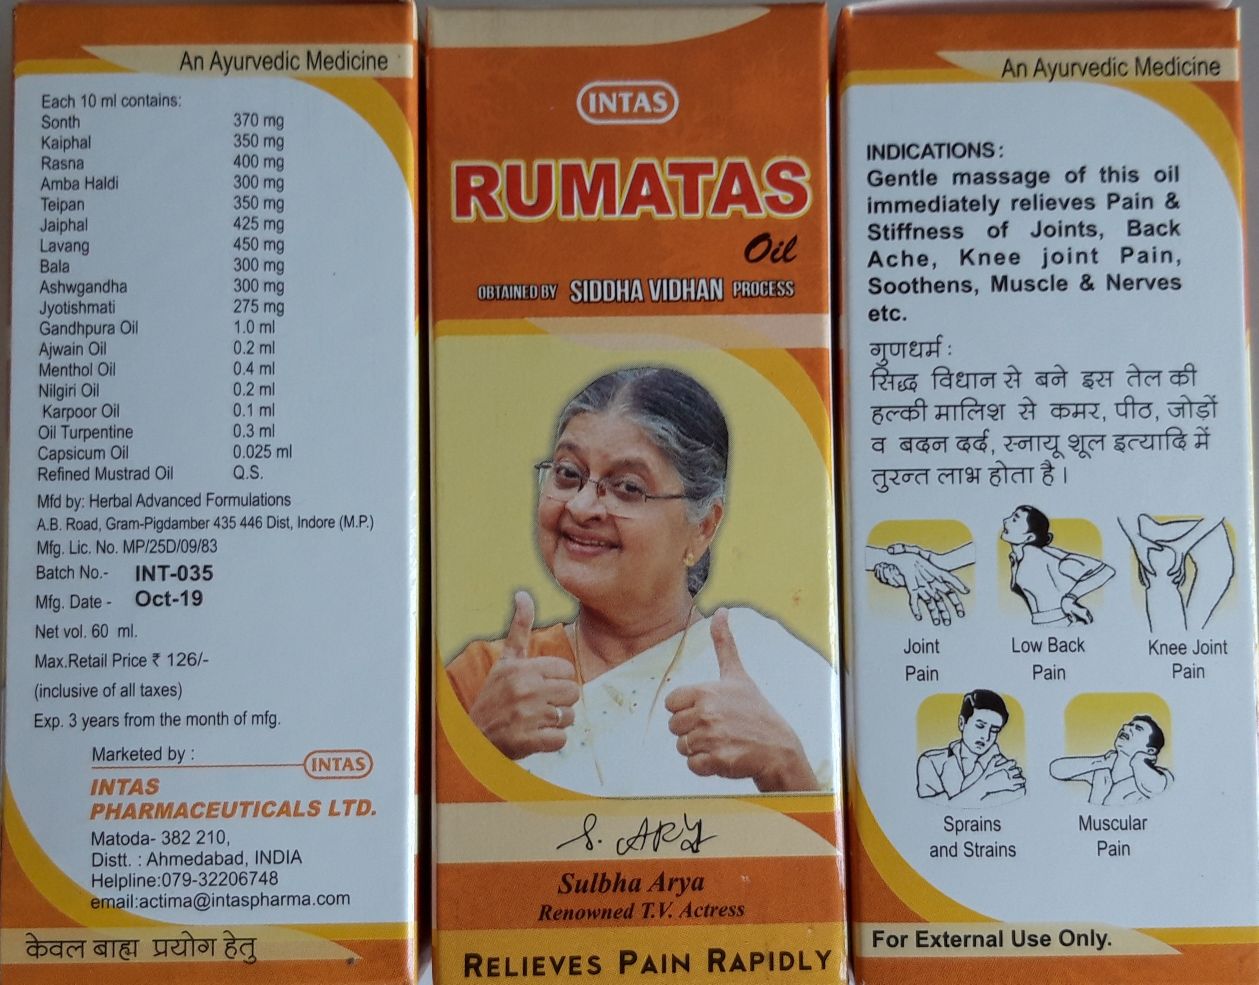 An Ayurvedic Medicine
Each 10 ml contains:
Sonth 370 mg
Kaiphal 350 mg
Rasna 400 mg
Amba Haldi 300 mg
Teipan 350 mg
Jaiphal 425 mg
Lavang 450 mg
Bala 300 mg
Ashwgandha 300 mg
Jyotishmati 275 mg
Gandhpura Oil 1.0 ml
Ajwain Oil 0.2 ml
Menthol Oil 0.4 ml
Nilgiri Oil 0.2 ml
Karpoor Oil 0.1 ml
Oil Turpentine 0.3 ml
Capsicum Oil 0.025 ml
Refined Mustrad Oil Q.S.
Mfd by: Herbal Advanced Formulations
A.B. Road, Gram-Pigdamber 435 446 Dist, Indore (M.P.)
Mfg. Lic. No. MP/25D/09/83
Batch No.- INT-035
Mfg. Date - Oct-19
Net vol. 60 ml.
Max.Retail Price ₹ 126/-
(inclusive of all taxes)
Exp. 3 years from the month of mfg.
Marketed by :
INTAS
INTAS
PHARMACEUTICALS LTD.
Matoda- 382 210,
Distt. : Ahmedabad, INDIA
Helpline:079-32206748
email:actima@intaspharma.com
केवल बाह्य प्रयोग हेतु
INTAS
RUMATAS
Oil
OBTAINED BY SIDDHA VIDHAN PROCESS
S. ARYA
Sulbha Arya
Renowned T.V. Actress
RELIEVES PAIN RAPIDLY
An Ayurvedic Medicine
INDICATIONS:
Gentle massage of this oil
immediately relieves Pain &
Stiffness of Joints, Back
Ache, Knee joint Pain,
Soothens, Muscle & Nerves
etc.
गुणधर्म :
सिद्ध विधान से बने इस तेल की
हल्की मालिश से कमर, पीठ, जोड़ों
व बदन दर्द, स्नायू शूल इत्यादि में
तुरन्त लाभ होता है।
Joint Pain
Low Back Pain
Knee Joint Pain
Sprains and Strains
Muscular Pain
For External Use Only.